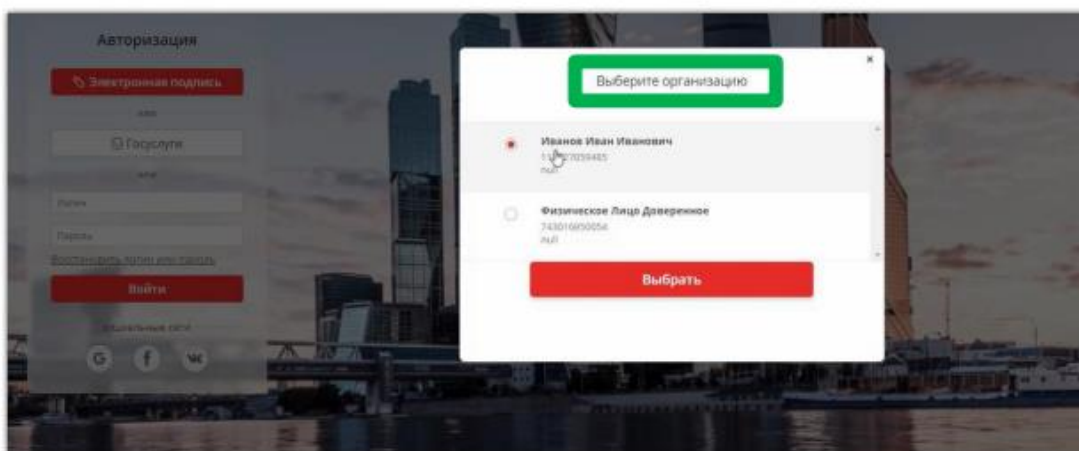 Авторизация
Электронная подпись
или
Госуслуги
или
Логин
Пароль
Восстановить логин или пароль
Войти
социальные сети
G f
Выберите организацию
×
Иванов Иван Иванович
null
Физическое Лицо Доверенное
743016950054
null
Выбрать